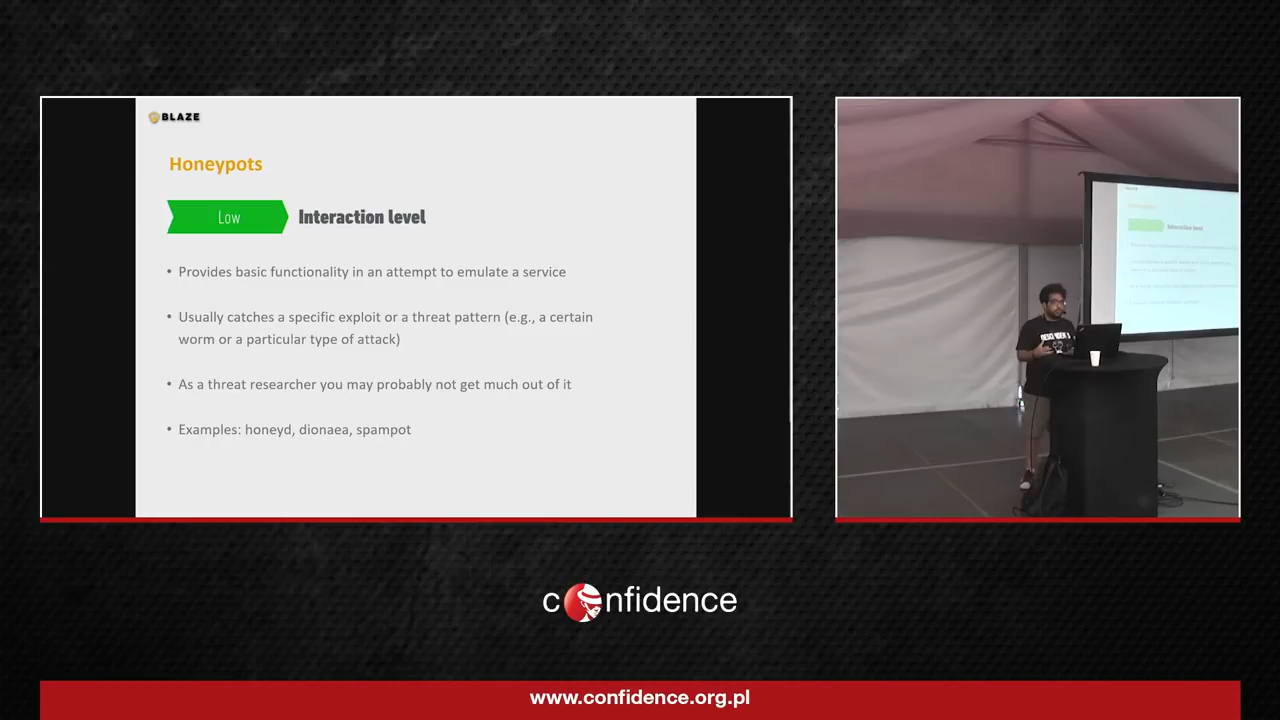 BLAZE
Honeypots
Low
Interaction level
• Provides basic functionality in an attempt to emulate a service
• Usually catches a specific exploit or a threat pattern (e.g., a certain
worm or a particular type of attack)
• As a threat researcher you may probably not get much out of it
• Examples: honeyd, dionaea, spampot
Interaction level
confidence
www.confidence.org.pl